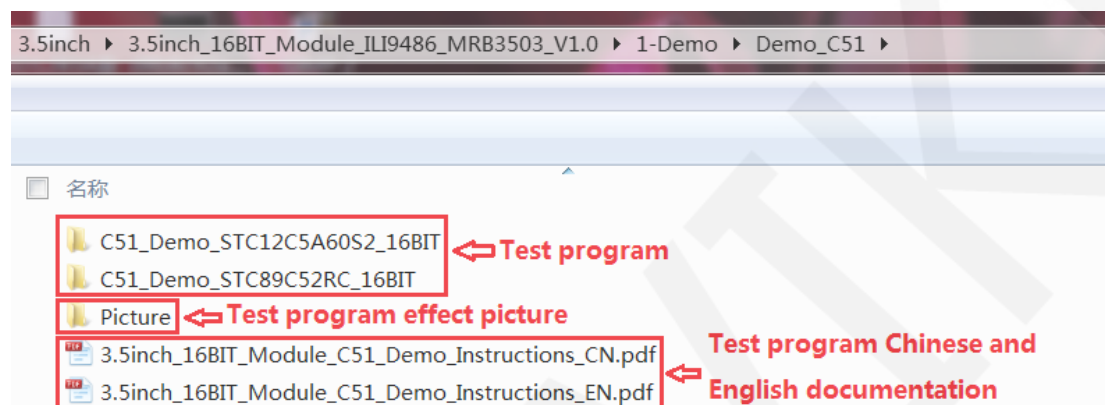 3.5inch ▸ 3.5inch_16BIT_Module_ILI9486_MRB3503_V1.0 ▸ 1-Demo ▸ Demo_C51 ▸
名称
C51_Demo_STC12C5A60S2_16BIT
Test program
C51_Demo_STC89C52RC_16BIT
Picture
Test program effect picture
3.5inch_16BIT_Module_C51_Demo_Instructions_CN.pdf
3.5inch_16BIT_Module_C51_Demo_Instructions_EN.pdf
Test program Chinese and
English documentation